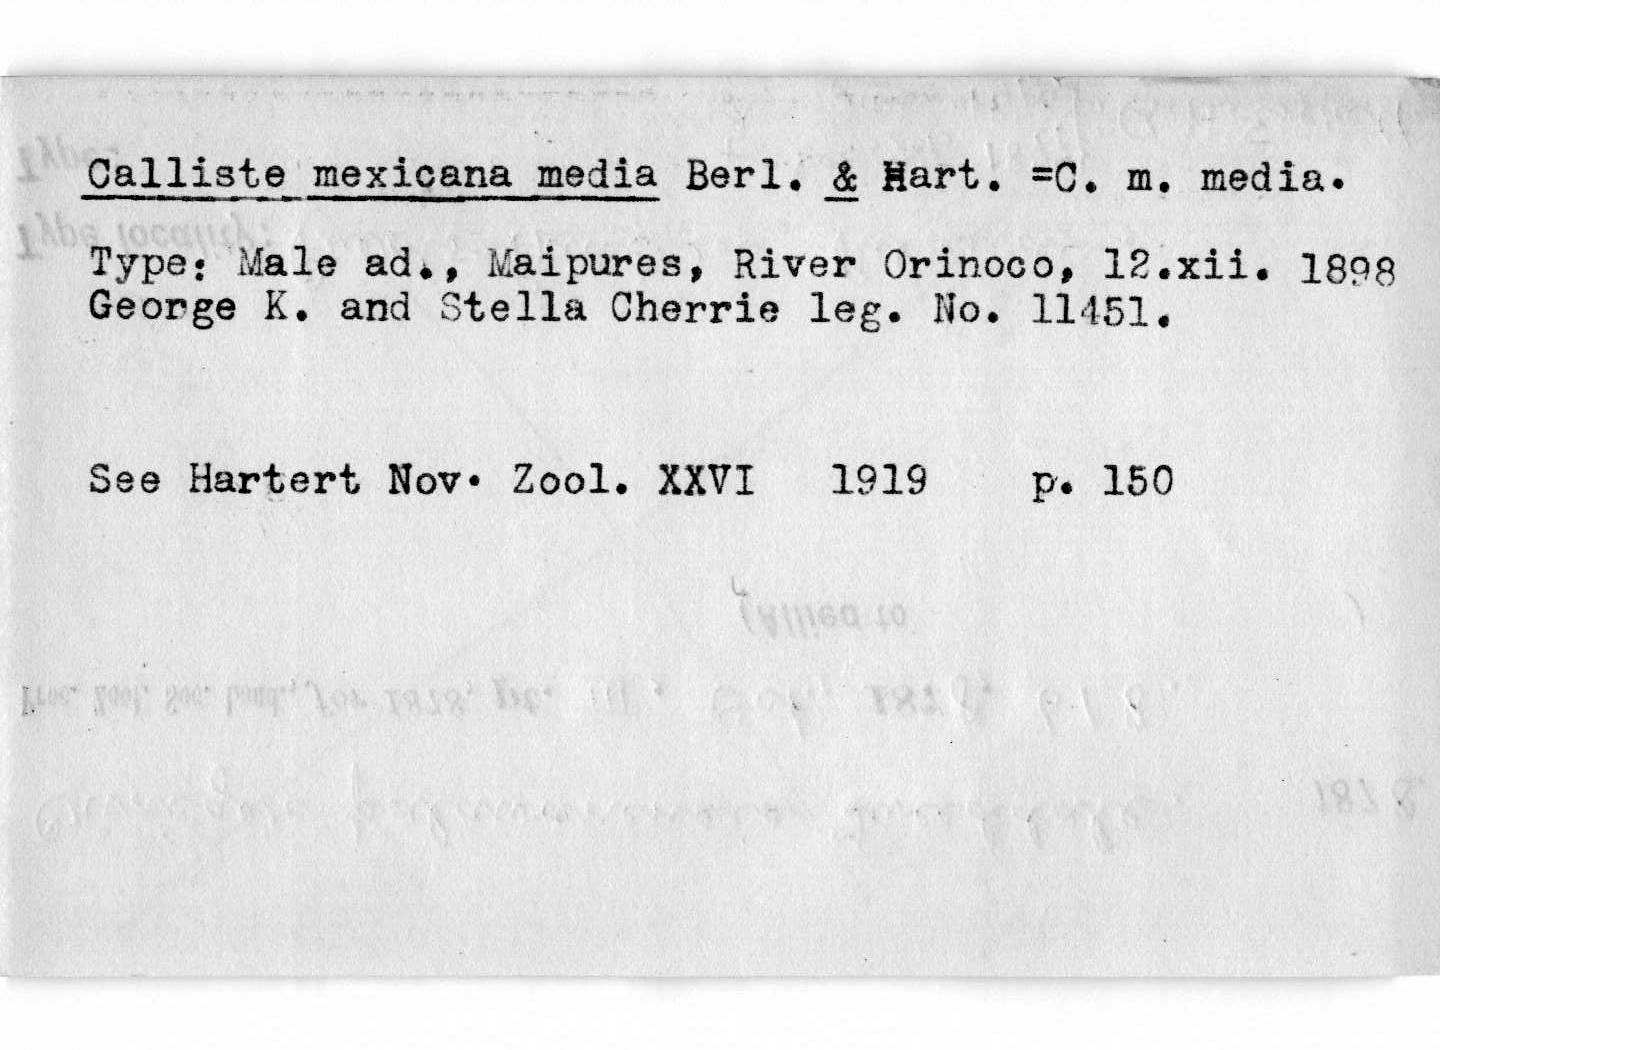 Calliste mexicana media Berl. & Hart. =C. m. media.
Type: Male ad., Maipures, River Orinoco, 12.xii. 1898
George K. and Stella Cherrie leg. No. 11451.
See Hartert Nov. Zool. XXVI 1919 p. 150